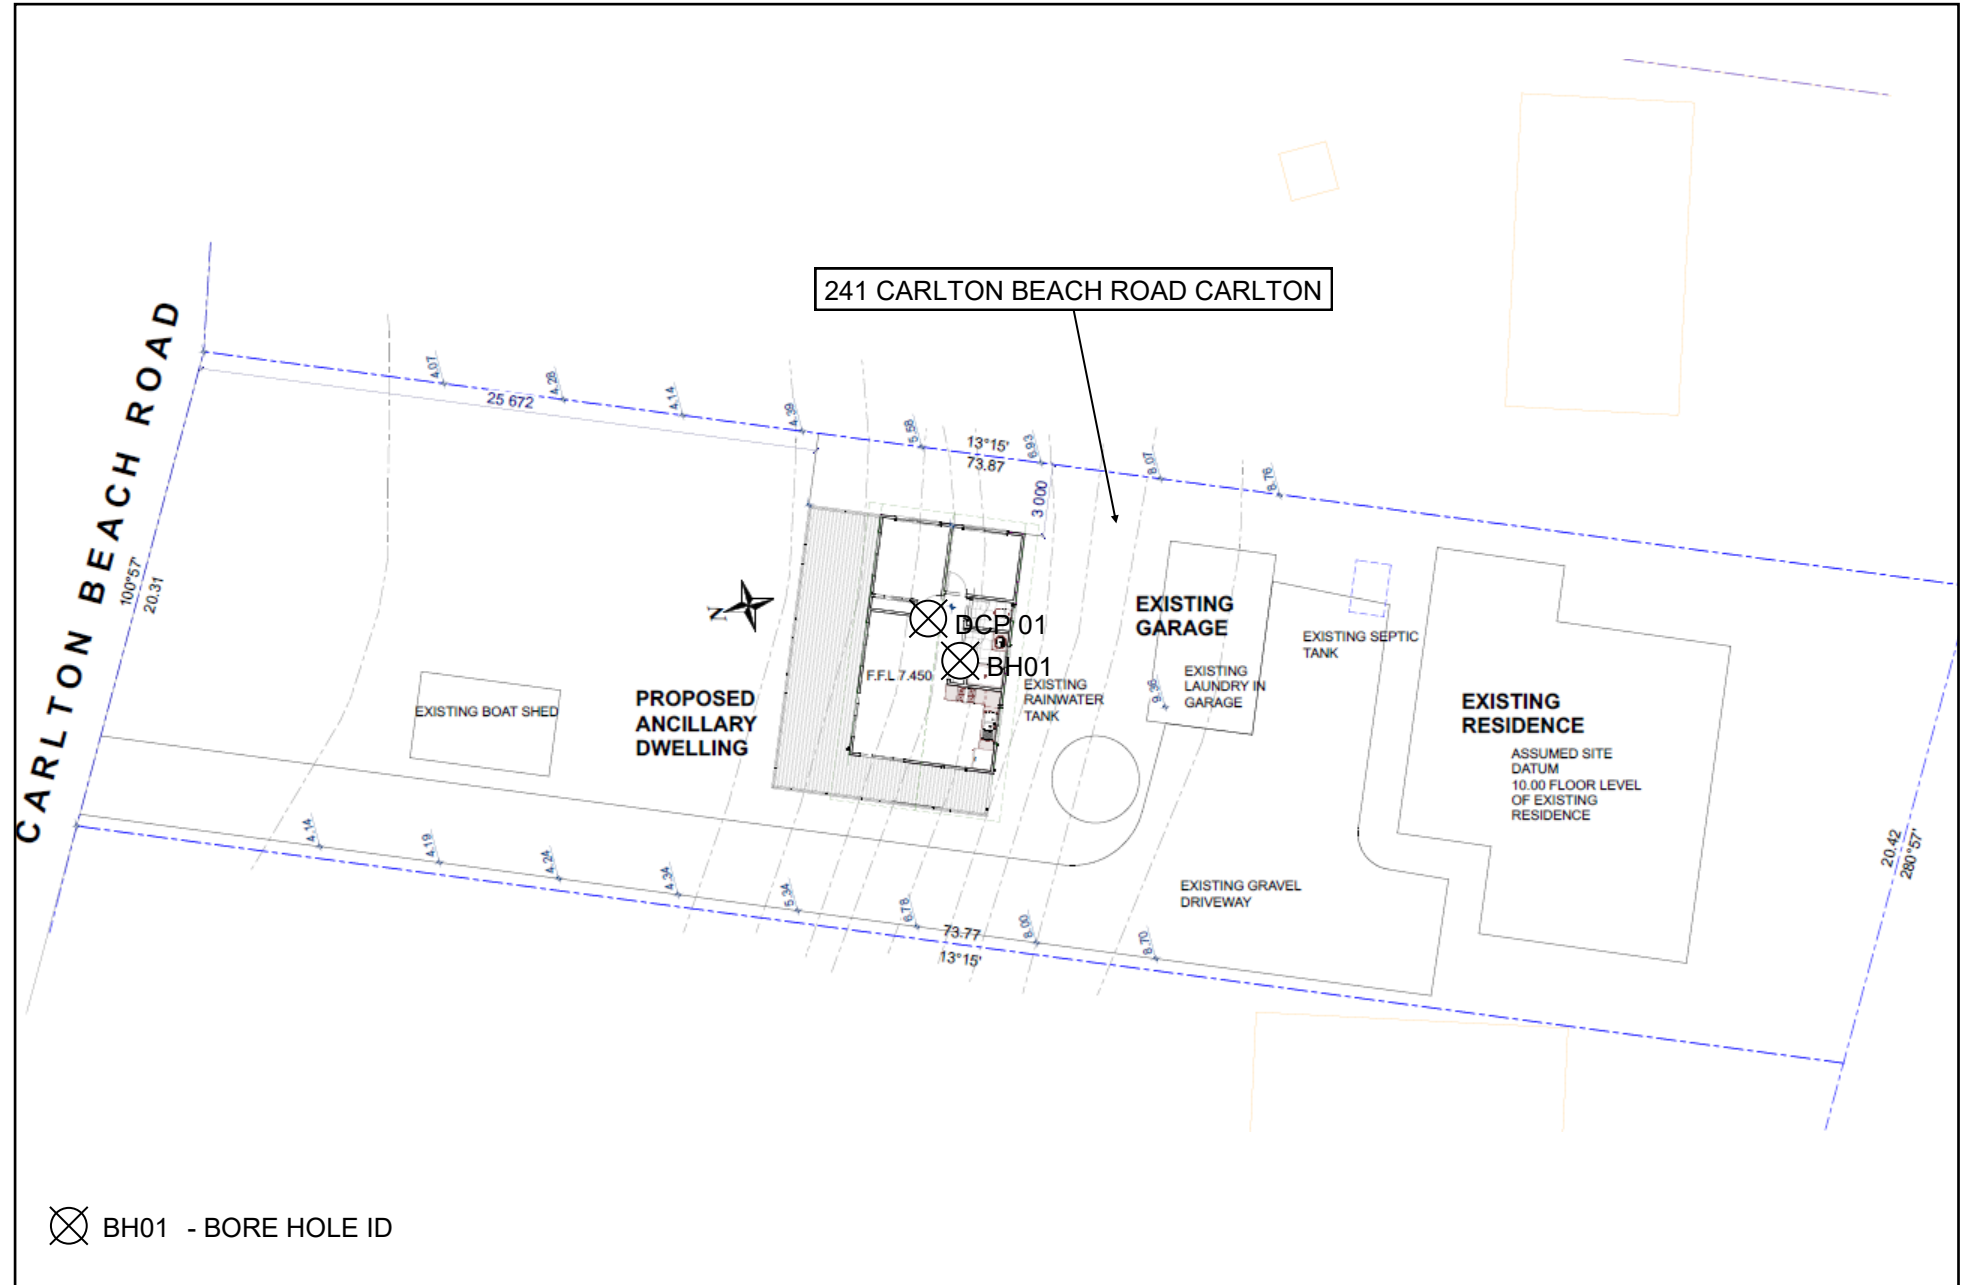 241 CARLTON BEACH ROAD CARLTON
CARLTON BEACH ROAD
4.07
4.28
4.14
4.39
5.58
6.93
8.07
8.76
25 672
13°15'
73.87
3 000
100°57'
20.31
N
DCP 01
BH01
F.F.L 7.450
EXISTING BOAT SHED
PROPOSED
ANCILLARY
DWELLING
EXISTING
RAINWATER
TANK
EXISTING
GARAGE
EXISTING
LAUNDRY IN
GARAGE
9.36
EXISTING SEPTIC
TANK
EXISTING
RESIDENCE
ASSUMED SITE
DATUM
10.00 FLOOR LEVEL
OF EXISTING
RESIDENCE
20.42
280°57'
EXISTING GRAVEL
DRIVEWAY
4.14
4.19
4.24
4.34
5.34
6.78
8.00
8.70
73.77
13°15'
BH01 - BORE HOLE ID